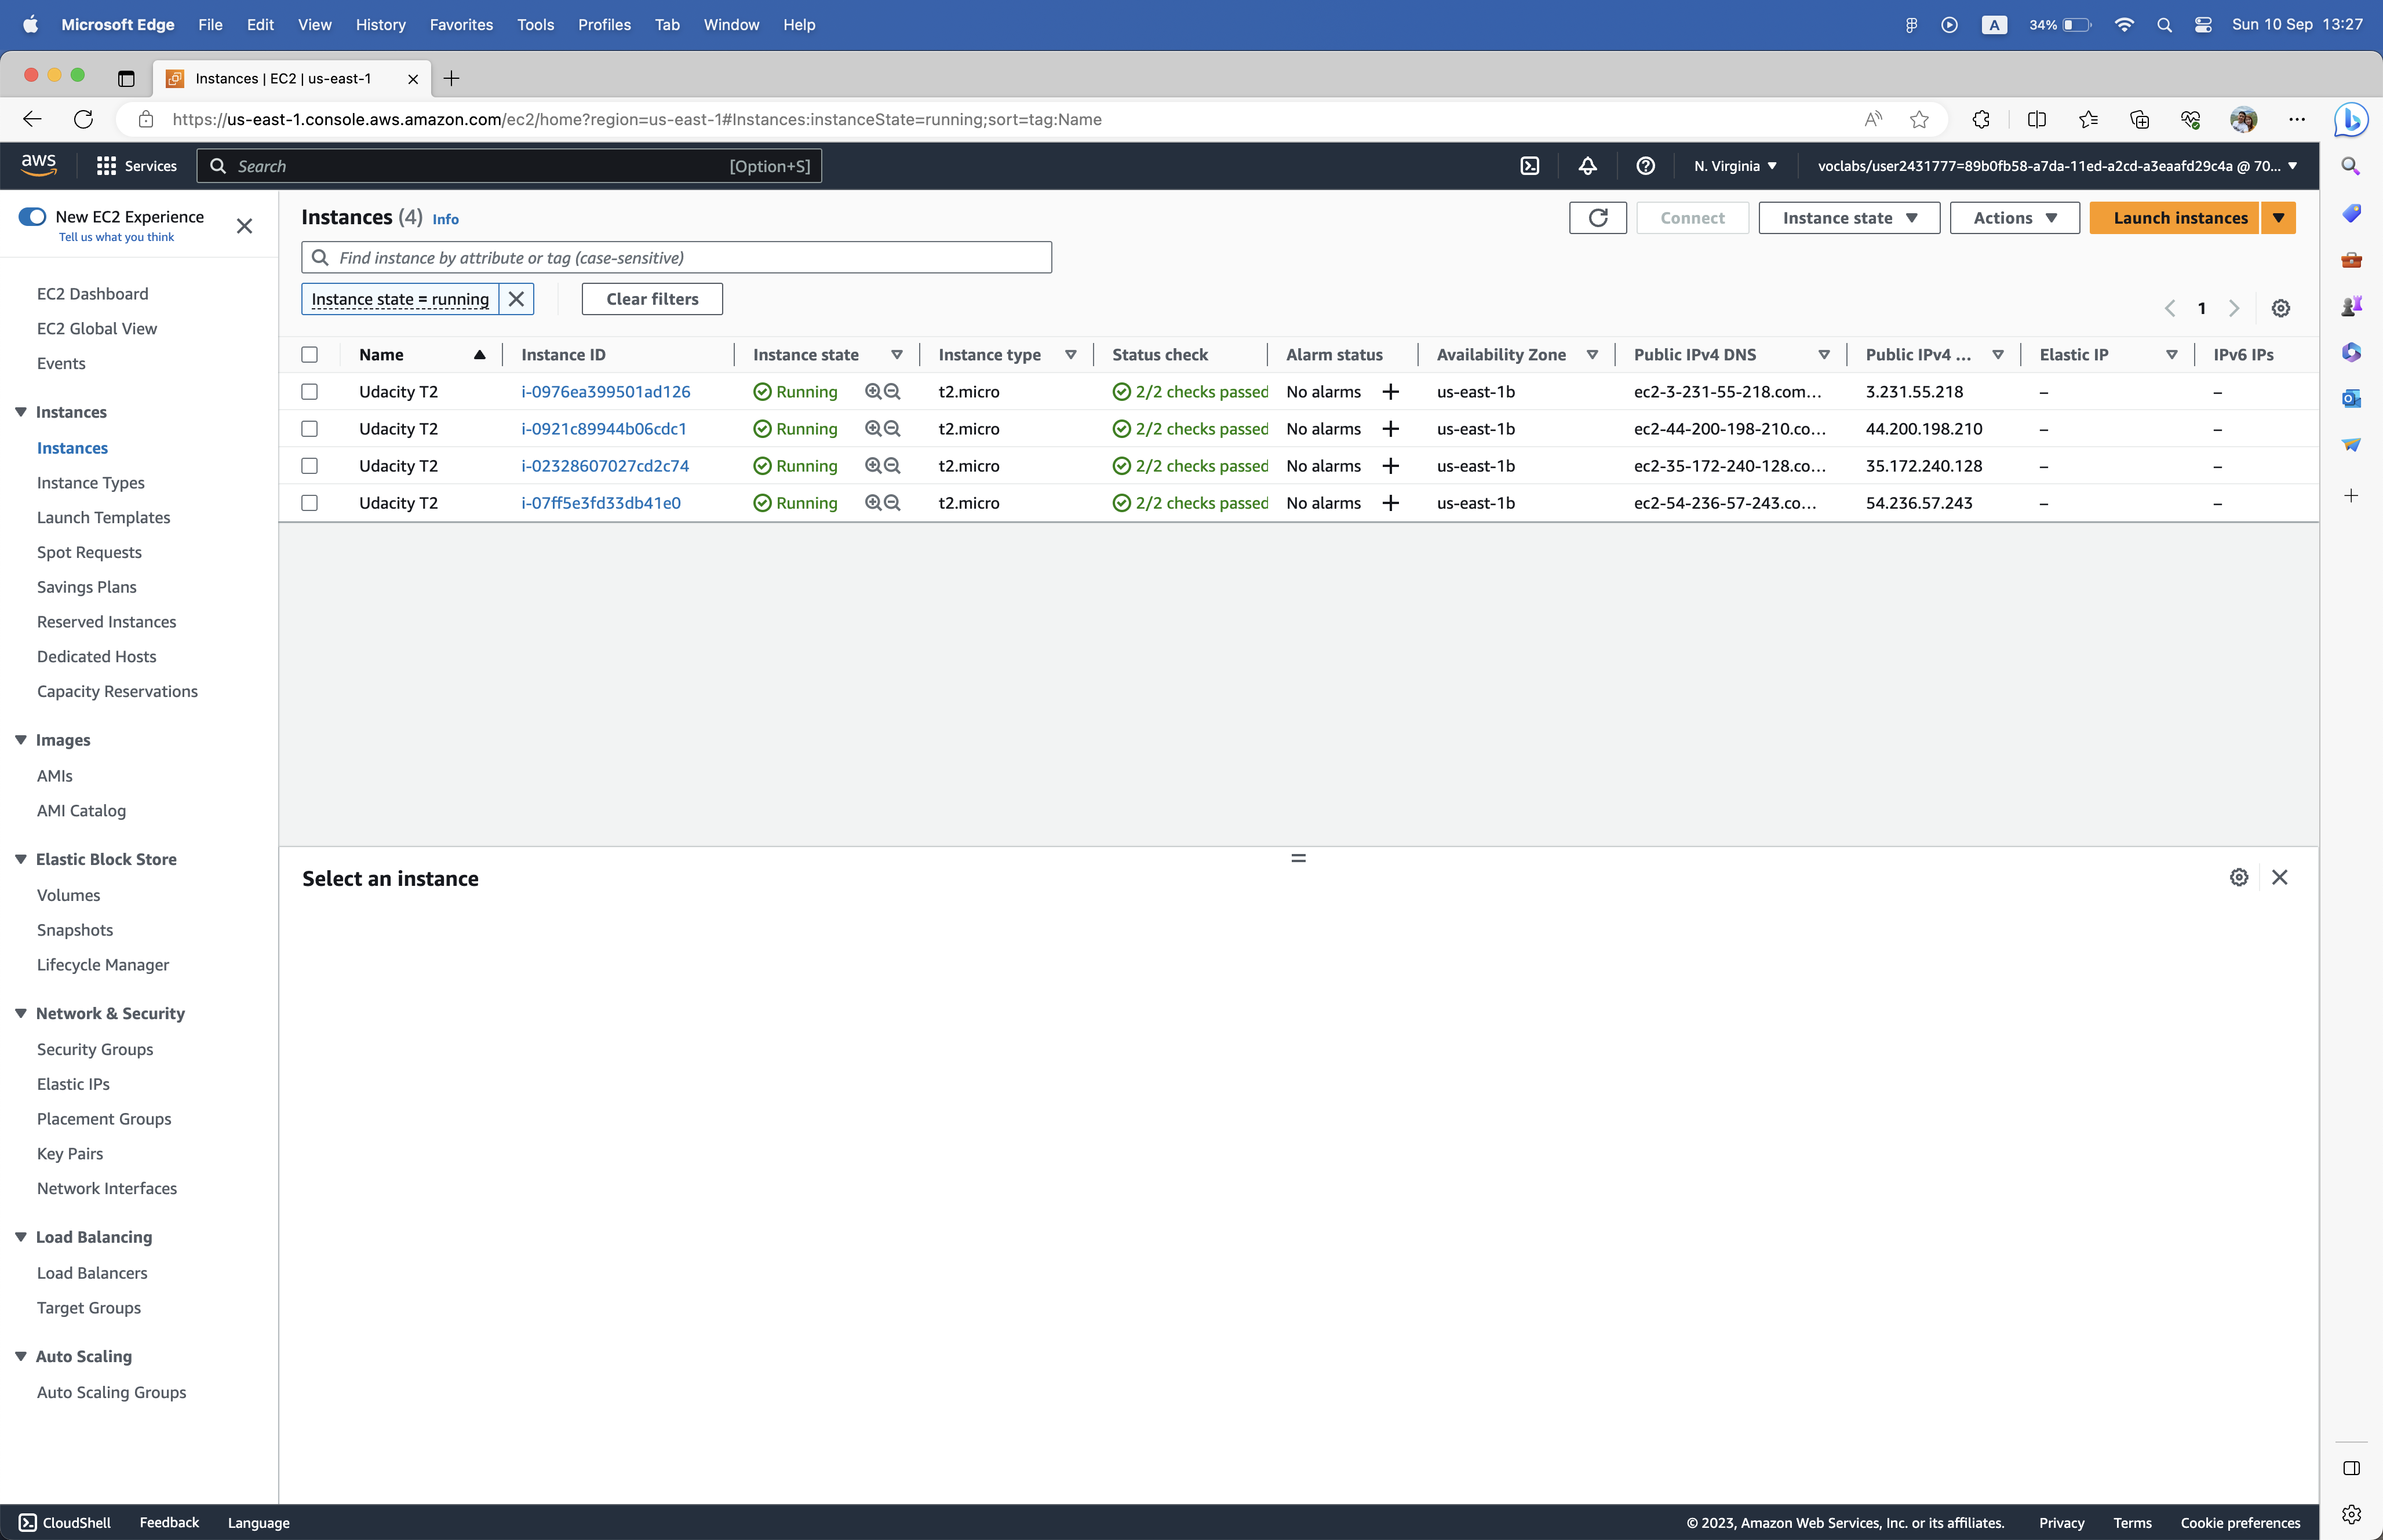 Microsoft Edge File Edit View History Favorites Tools Profiles Tab Window Help A 34% Sun 10 Sep 13:27
Instances | EC2 | us-east-1
https://us-east-1.console.aws.amazon.com/ec2/home?region=us-east-1#Instances:instanceState=running;sort=tag:Name
aws Services Search [Option+S] N. Virginia voclabs/user2431777=89b0fb58-a7da-11ed-a2cd-a3eaafd29c4a @ 70...
New EC2 Experience
Tell us what you think
EC2 Dashboard
EC2 Global View
Events
Instances
Instances
Instance Types
Launch Templates
Spot Requests
Savings Plans
Reserved Instances
Dedicated Hosts
Capacity Reservations
Images
AMIs
AMI Catalog
Elastic Block Store
Volumes
Snapshots
Lifecycle Manager
Network & Security
Security Groups
Elastic IPs
Placement Groups
Key Pairs
Network Interfaces
Load Balancing
Load Balancers
Target Groups
Auto Scaling
Auto Scaling Groups
Instances (4) Info
Connect Instance state Actions Launch instances
Find instance by attribute or tag (case-sensitive)
Instance state = running Clear filters
1
Name Instance ID Instance state Instance type Status check Alarm status Availability Zone Public IPv4 DNS Public IPv4 ... Elastic IP IPv6 IPs
Udacity T2 i-0976ea399501ad126 Running t2.micro 2/2 checks passed No alarms us-east-1b ec2-3-231-55-218.com... 3.231.55.218 – –
Udacity T2 i-0921c89944b06cdc1 Running t2.micro 2/2 checks passed No alarms us-east-1b ec2-44-200-198-210.co... 44.200.198.210 – –
Udacity T2 i-02328607027cd2c74 Running t2.micro 2/2 checks passed No alarms us-east-1b ec2-35-172-240-128.co... 35.172.240.128 – –
Udacity T2 i-07ff5e3fd33db41e0 Running t2.micro 2/2 checks passed No alarms us-east-1b ec2-54-236-57-243.co... 54.236.57.243 – –
Select an instance
CloudShell Feedback Language © 2023, Amazon Web Services, Inc. or its affiliates. Privacy Terms Cookie preferences